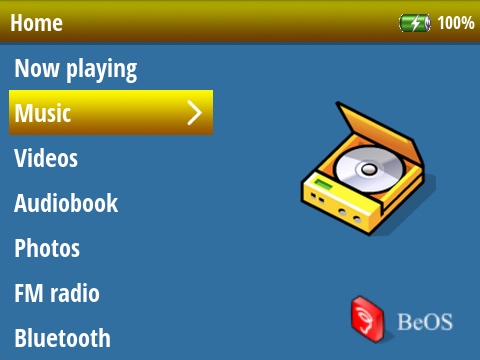 Home
100%
Now playing
Music
Videos
Audiobook
Photos
FM radio
Bluetooth
BeOS